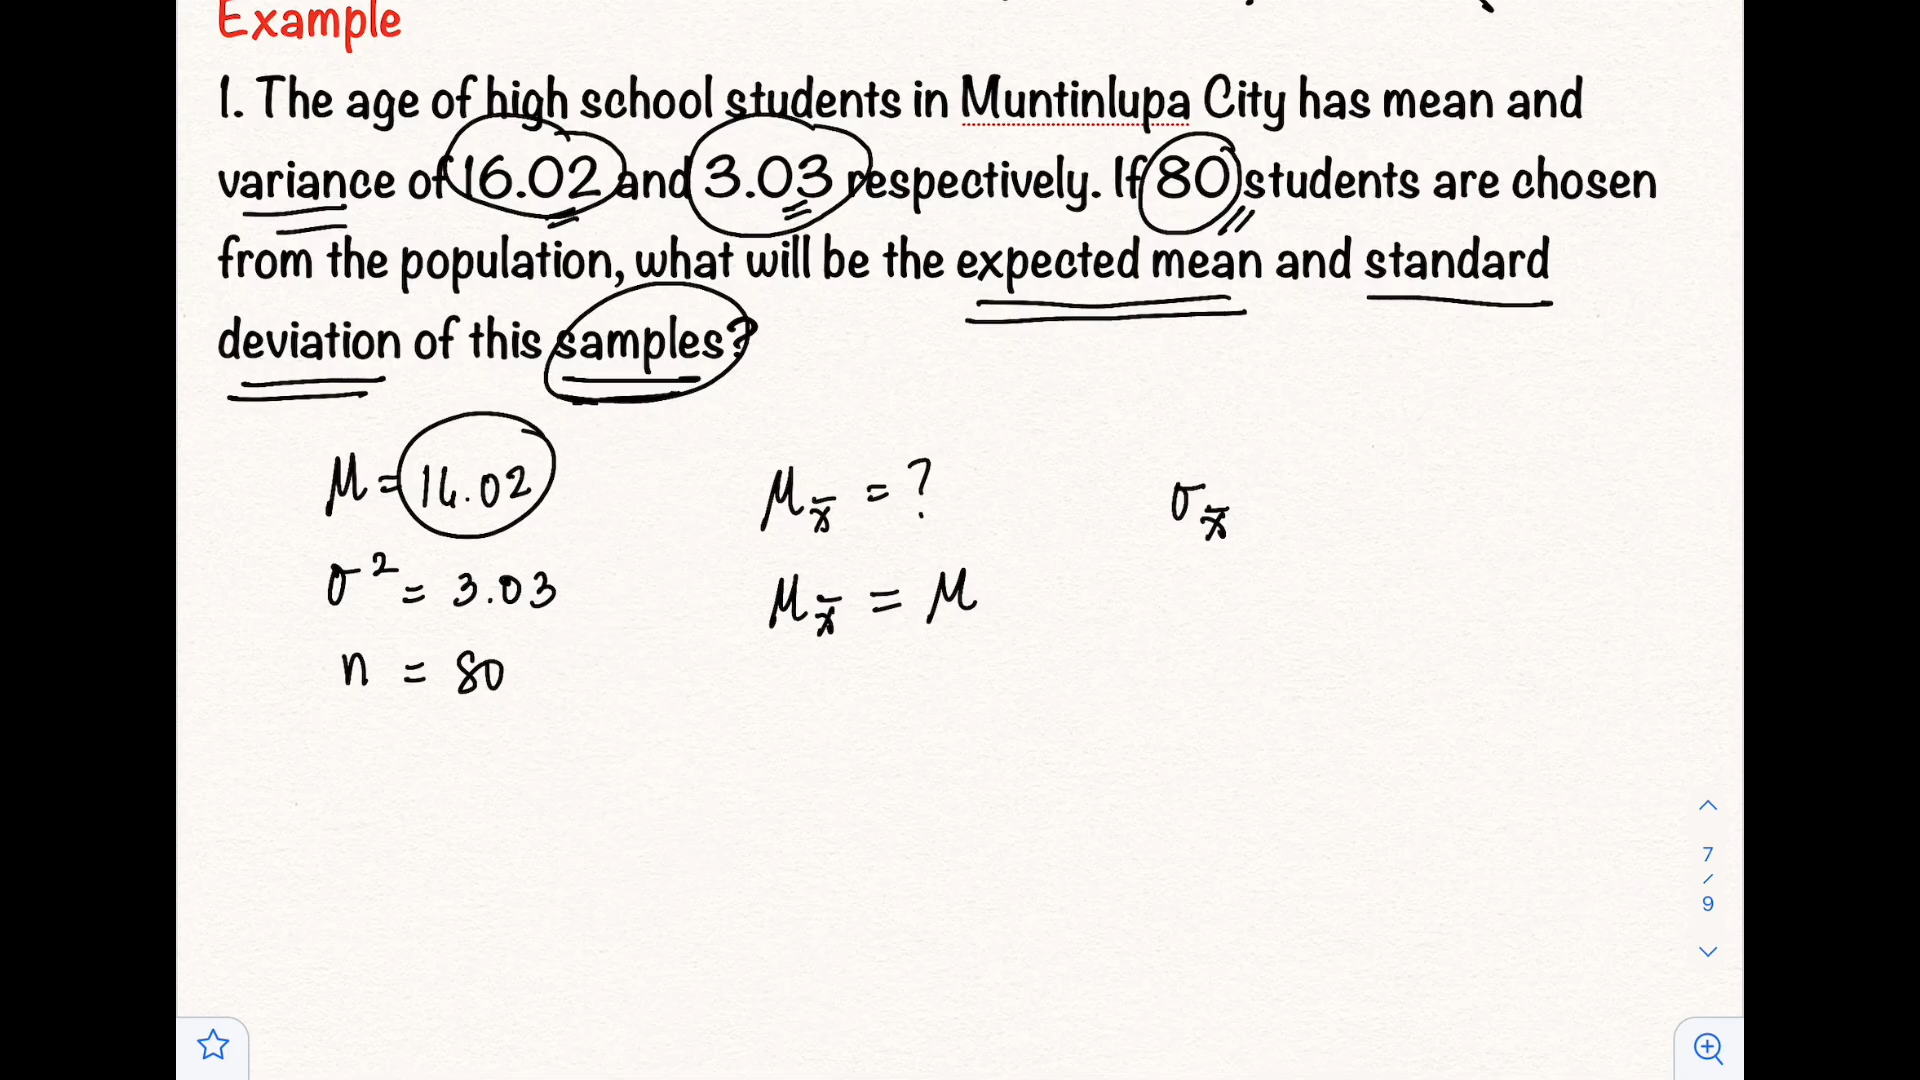 Example
1. The age of high school students in Muntinlupa City has mean and
variance of 16.02 and 3.03 respectively. If 80 students are chosen
from the population, what will be the expected mean and standard
deviation of this samples?
μ = 16.02
μx̄ = ?
σx̄
σ² = 3.03
μx̄ = μ
n = 80
7
/
9